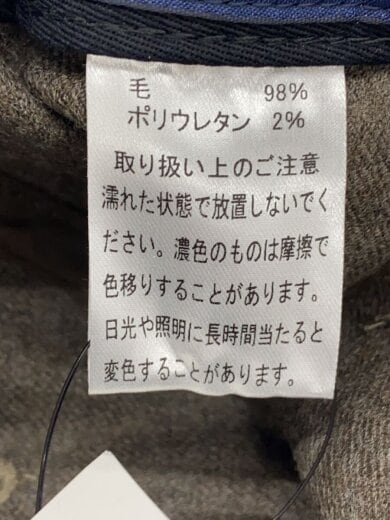 毛 98%
ポリウレタン 2%
取り扱い上のご注意
濡れた状態で放置しないでく
ださい。濃色のものは摩擦で
色移りすることがあります。
日光や照明に長時間当たると
変色することがあります。